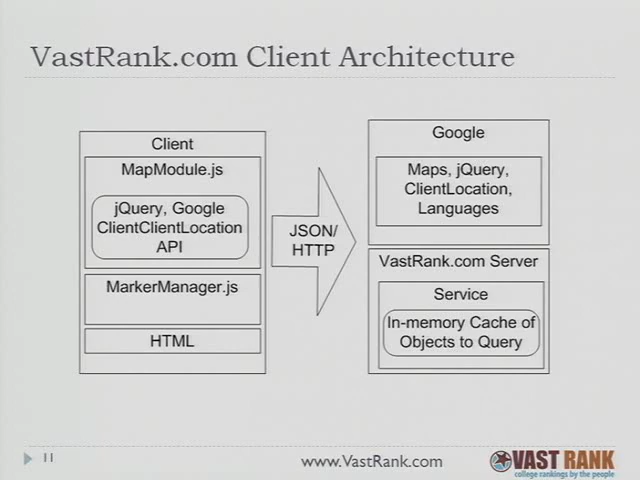 VastRank.com Client Architecture
Client
MapModule.js
jQuery, Google
ClientClientLocation
API
MarkerManager.js
HTML
JSON/
HTTP
Google
Maps, jQuery,
ClientLocation,
Languages
VastRank.com Server
Service
In-memory Cache of
Objects to Query
11
www.VastRank.com
VAST RANK
college rankings by the people